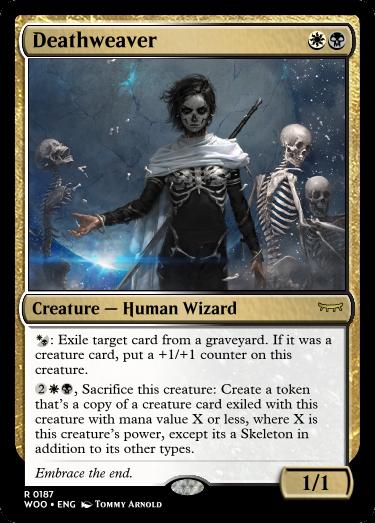 Deathweaver
Creature — Human Wizard
: Exile target card from a graveyard. If it was a
creature card, put a +1/+1 counter on this
creature.
2, Sacrifice this creature: Create a token
that's a copy of a creature card exiled with this
creature with mana value X or less, where X is
this creature's power, except its a Skeleton in
addition to its other types.
Embrace the end.
1/1
R 0187
WOO • ENG TOMMY ARNOLD